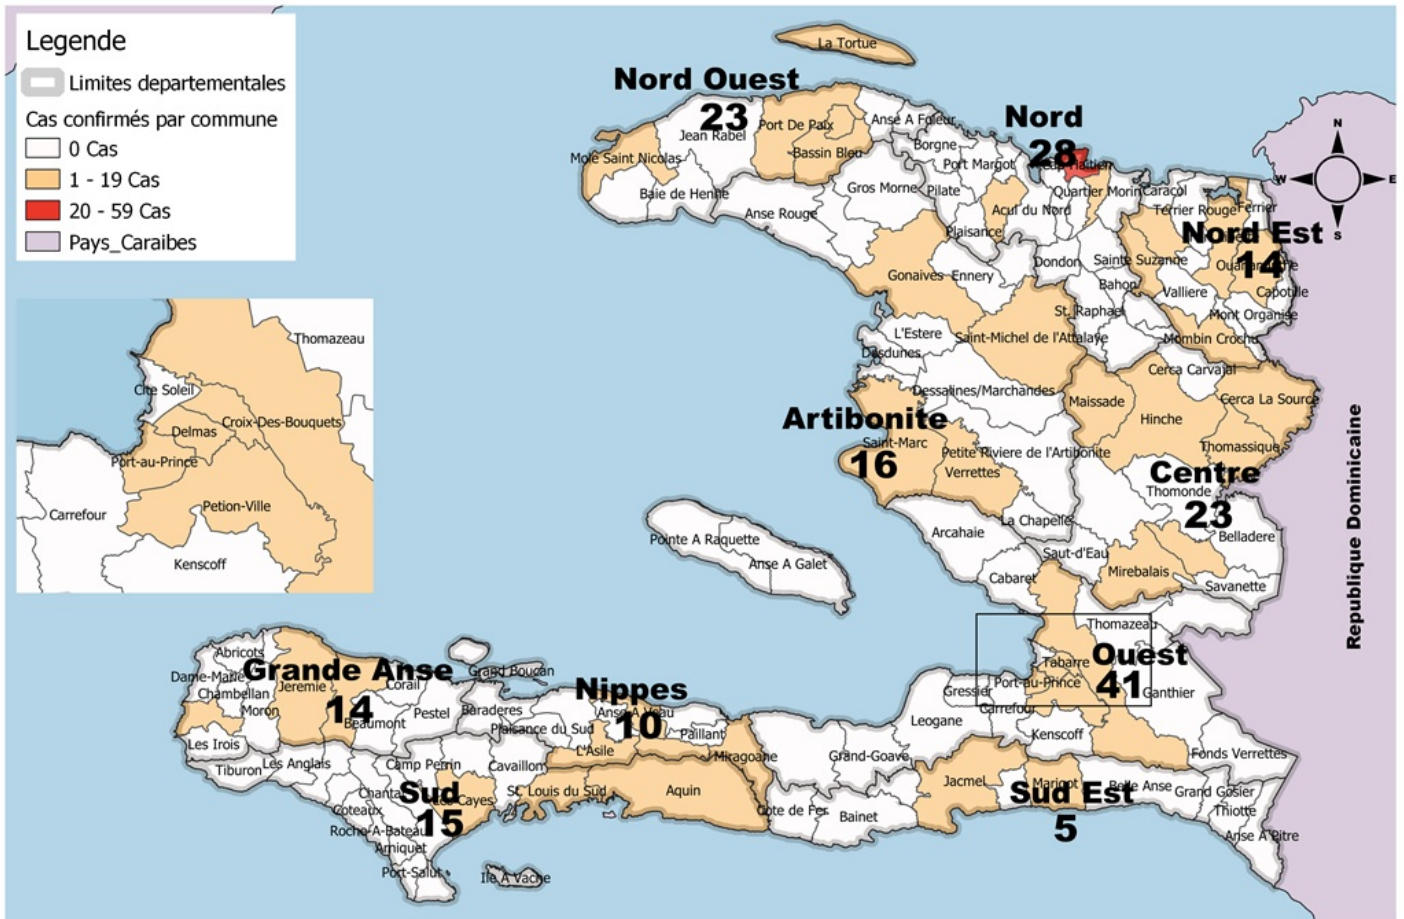 Legende
Limites departementales
Cas confirmés par commune
0 Cas
1 - 19 Cas
20 - 59 Cas
Pays_Caraibes
Thomazeau
Cite Soleil
Croix-Des-Bouquets
Delmas
Port-au-Prince
Petion-Ville
Carrefour
Kenscoff
N
W
E
S
La Tortue
Nord Ouest
23
Jean Rabel
Port De Paix
Anse A Foleur
Mole Saint Nicolas
Bassin Bleu
Baie de Henne
Anse Rouge
Nord
28
Borgne
Port Margot
Gros Morne
Pilate
Quartier Morin
Caracol
Acul du Nord
Terrier Rouge
Ferrier
Plaisance
Nord Est
14
Gonaives
Ennery
Dondon
Sainte Suzanne
Bahon
Valliere
Capotille
Mont Organise
St. Raphael
L'Estere
Saint-Michel de l'Attalaye
Mombin Crochu
Desdunes
Cerca Carvajal
Dessalines/Marchandes
Maissade
Cerca La Source
Artibonite
16
Hinche
Saint-Marc
Petite Riviere de l'Artibonite
Thomassique
Verrettes
Centre
23
Thomonde
La Chapelle
Belladere
Arcahaie
Saut-d'Eau
Pointe A Raquette
Anse A Galet
Cabaret
Mirebalais
Savanette
Republique Dominicaine
Thomazeau
Ouest
41
Tabarre
Port-au-Prince
Ganthier
Gressier
Carrefour
Leogane
Kenscoff
Grand-Goave
Fonds Verrettes
Abricots
Grande Anse
14
Dame-Marie
Chambellan
Jeremie
Corail
Grand Boucan
Moron
Beaumont
Pestel
Baraderes
Nippes
10
Anse A Veau
Plaisance du Sud
Paillant
L'Asile
Miragoane
Les Irois
Tiburon
Les Anglais
Camp Perrin
Cavaillon
Sud
15
St. Louis du Sud
Aquin
Coteaux
Roche-A-Bateau
Arniquet
Port-Salut
Ile A Vache
Cote de Fer
Bainet
Jacmel
Marigot
Sud Est
5
Belle Anse
Grand Gosier
Thiotte
Anse A Pitre